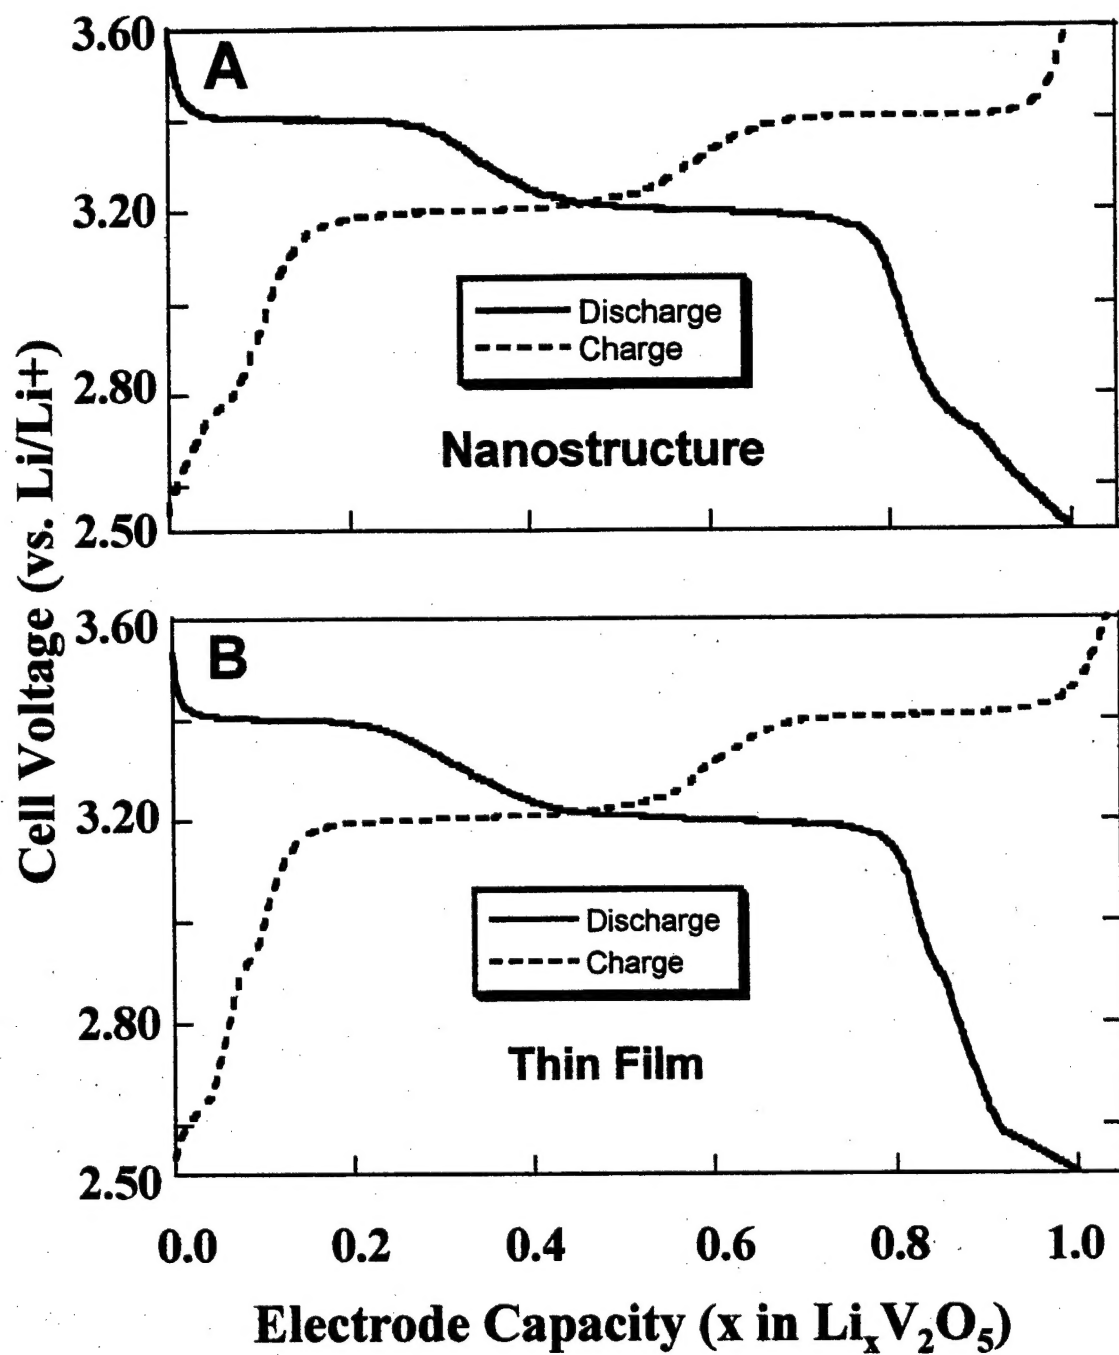 3.60
A
3.20
Discharge
Charge
2.80
Nanostructure
2.50
Cell Voltage (vs. Li/Li+)
3.60
B
3.20
Discharge
Charge
2.80
Thin Film
2.50
0.0 0.2 0.4 0.6 0.8 1.0
Electrode Capacity (x in LiₓV₂O₅)